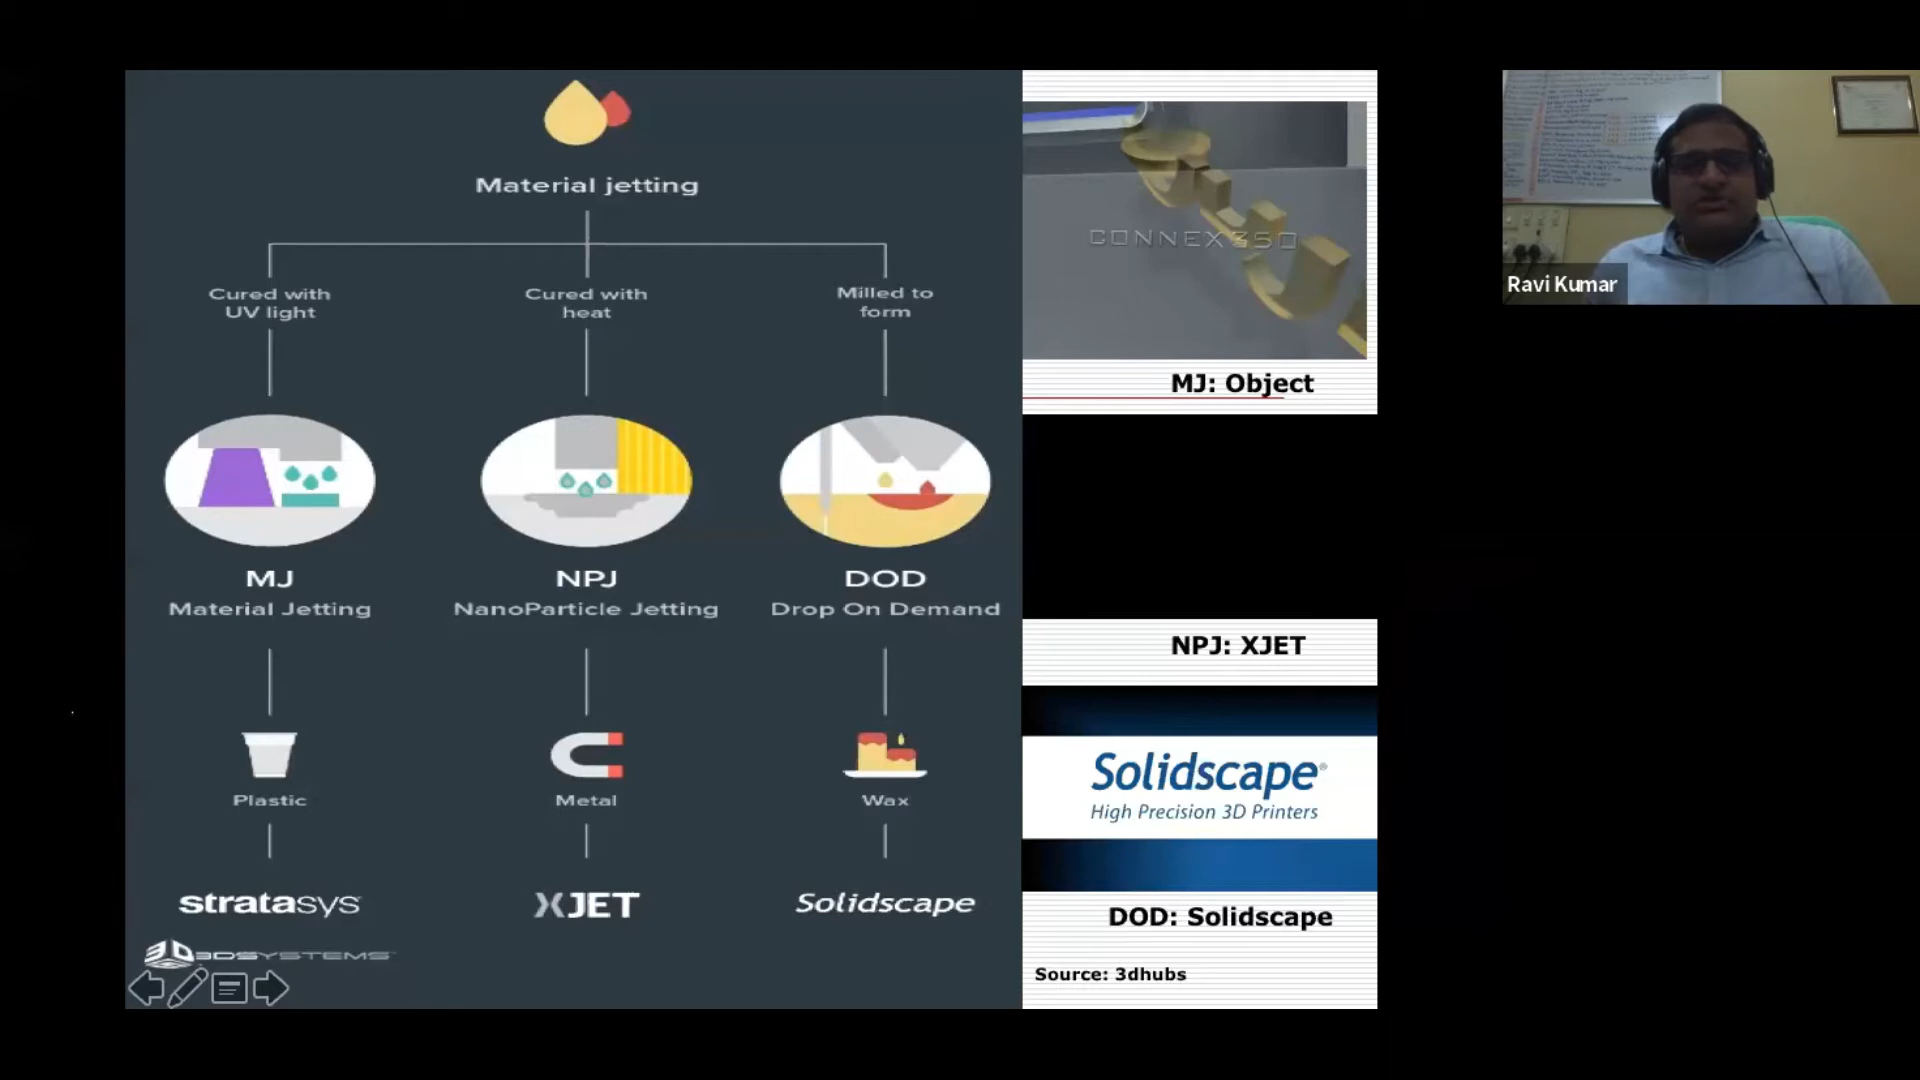 Material jetting
Cured with
UV light
Cured with
heat
Milled to
form
MJ
Material Jetting
NPJ
NanoParticle Jetting
DOD
Drop On Demand
Plastic
Metal
Wax
stratasys
XJET
Solidscape
3D 3DSYSTEMS
CONNEX350
MJ: Object
NPJ: XJET
Solidscape®
High Precision 3D Printers
DOD: Solidscape
Source: 3dhubs
Ravi Kumar